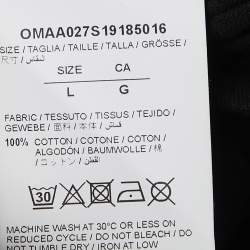 OMAA027S19185016
SIZE / TAGLIA / TAILLE / TALLA / GRÖSSE /
尺寸 / المقاس /
SIZE CA
L G
FABRIC / TESSUTO / TISSUS / TEJIDO /
GEWEBE / 面料 / 本体 / قماش /
100% COTTON / COTONE / COTON /
ALGODON / BAUMWOLLE / 棉
/ コットン / القطن /
30
MACHINE WASH AT 30°C OR LESS ON
REDUCED CYCLE / DO NOT BLEACH / DO
NOT TUMBLE DRY / IRON AT LOW